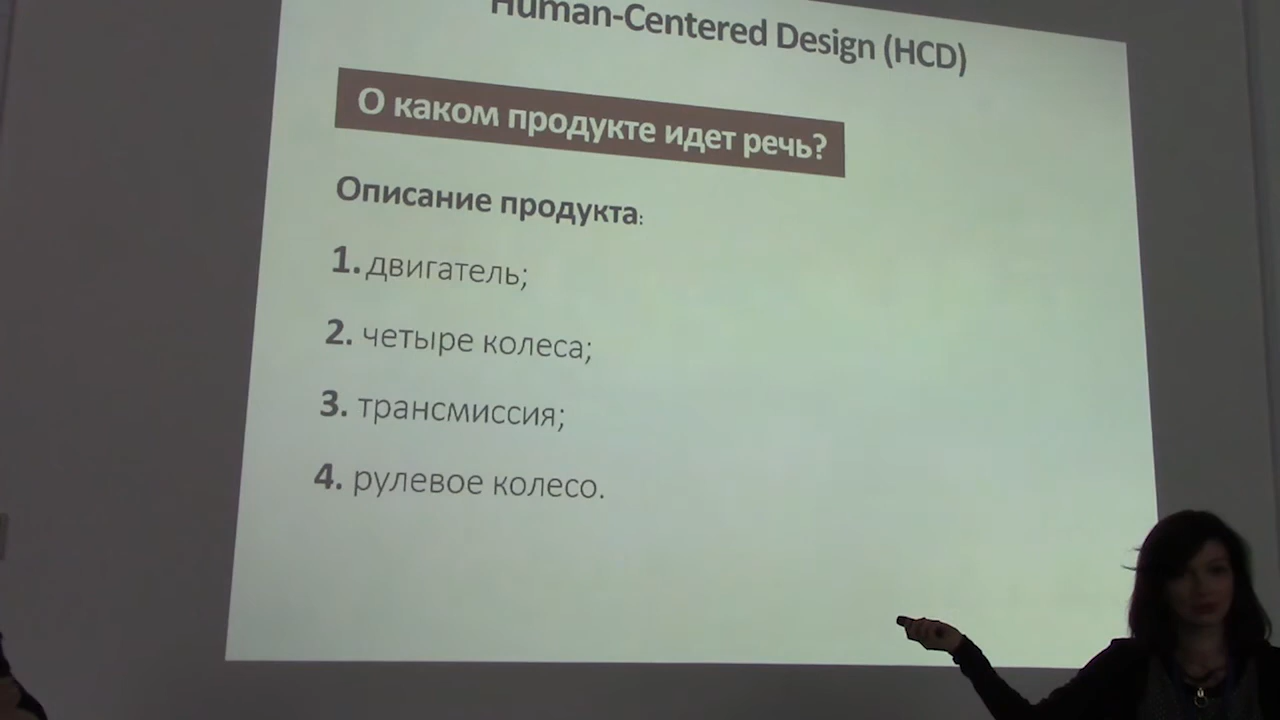 Human-Centered Design (HCD)
О каком продукте идет речь?
Описание продукта:
1. двигатель;
2. четыре колеса;
3. трансмиссия;
4. рулевое колесо.